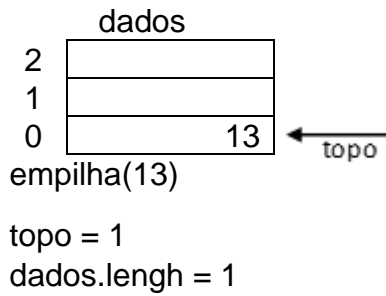 dados
2
1
0 13 topo
empilha(13)
topo = 1
dados.lengh = 1